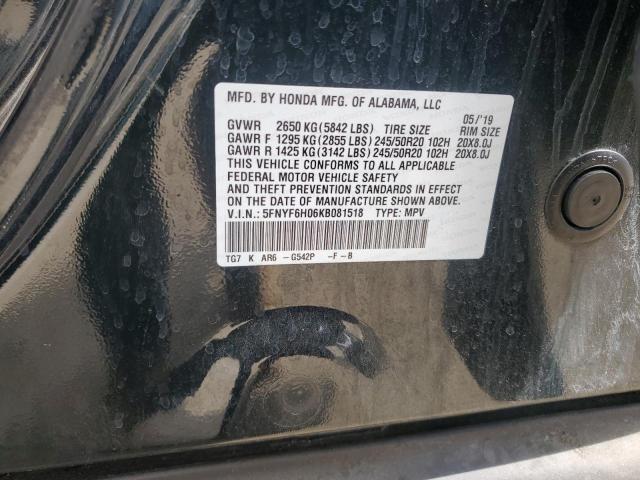 MFD. BY HONDA MFG. OF ALABAMA, LLC 05/'19
GVWR 2650 KG (5842 LBS) TIRE SIZE RIM SIZE
GAWR F 1295 KG (2855 LBS) 245/50R20 102H 20X8.0J
GAWR R 1425 KG (3142 LBS) 245/50R20 102H 20X8.0J
THIS VEHICLE CONFORMS TO ALL APPLICABLE
FEDERAL MOTOR VEHICLE SAFETY
AND THEFT PREVENTION STANDARDS IN EFFECT
ON THE DATE OF MANUFACTURE SHOWN ABOVE.
V.I.N.: 5FNYF6H06KB081518 TYPE: MPV
TG7 K AR6 -G542P -F-B